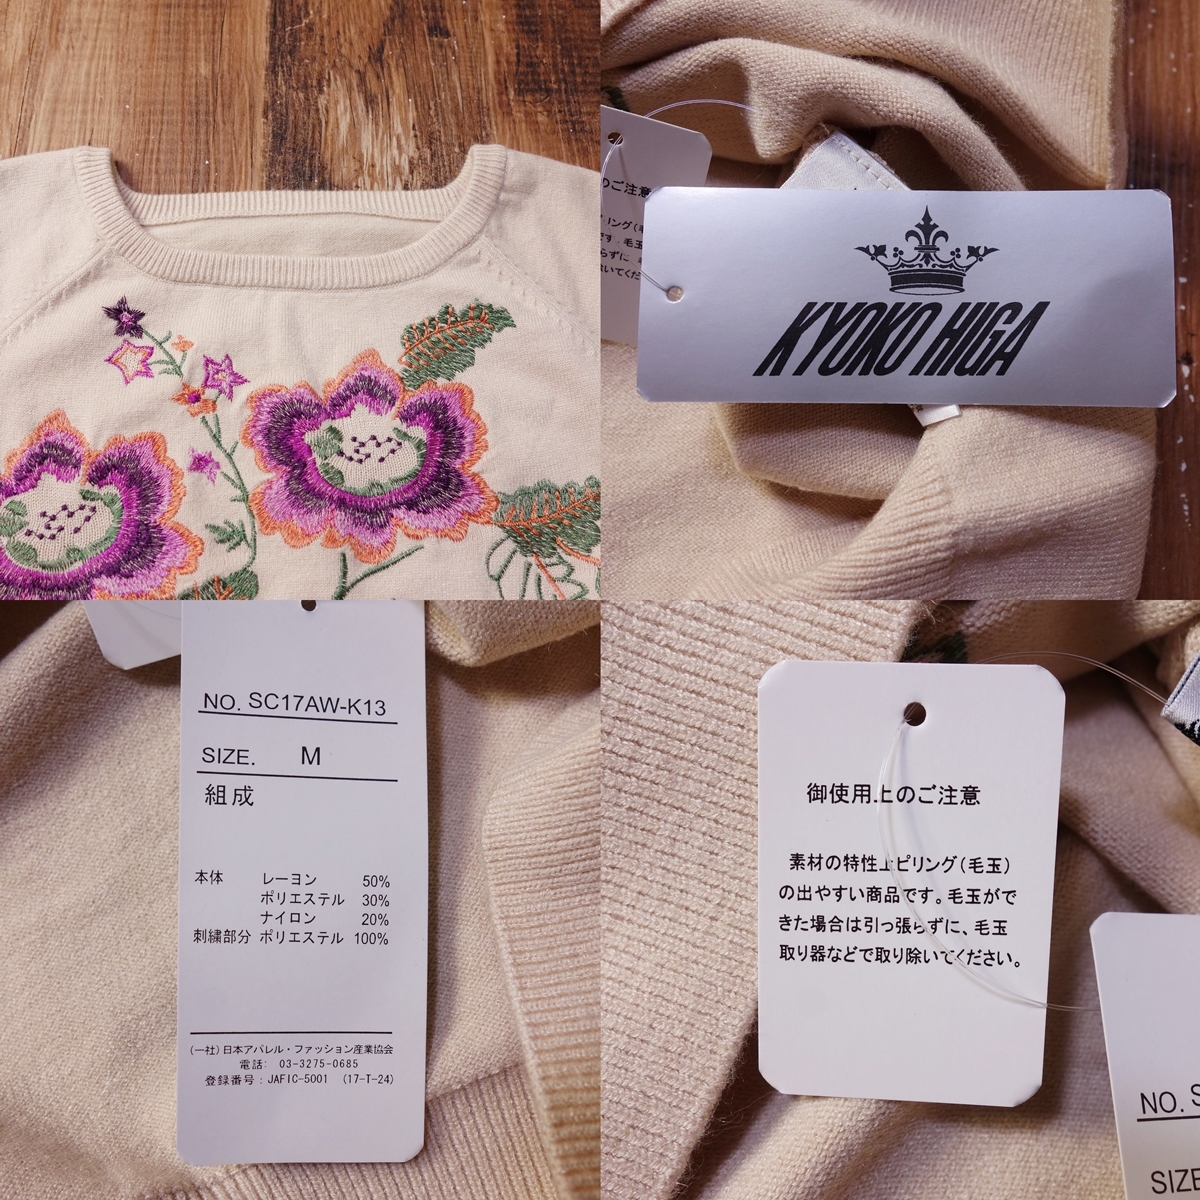 のご注意
KYOKO HIGA
NO. SC17AW-K13
SIZE. M
組成
本体 レーヨン 50%
ポリエステル 30%
ナイロン 20%
刺繍部分 ポリエステル 100%
(一社)日本アパレル・ファッション産業協会
電話: 03-3275-0685
登録番号:JAFIC-5001 (17-T-24)
御使用上のご注意
素材の特性上ピリング(毛玉)
の出やすい商品です。毛玉がで
きた場合は引っ張らずに、毛玉
取り器などで取り除いてください。
NO. S
SIZE